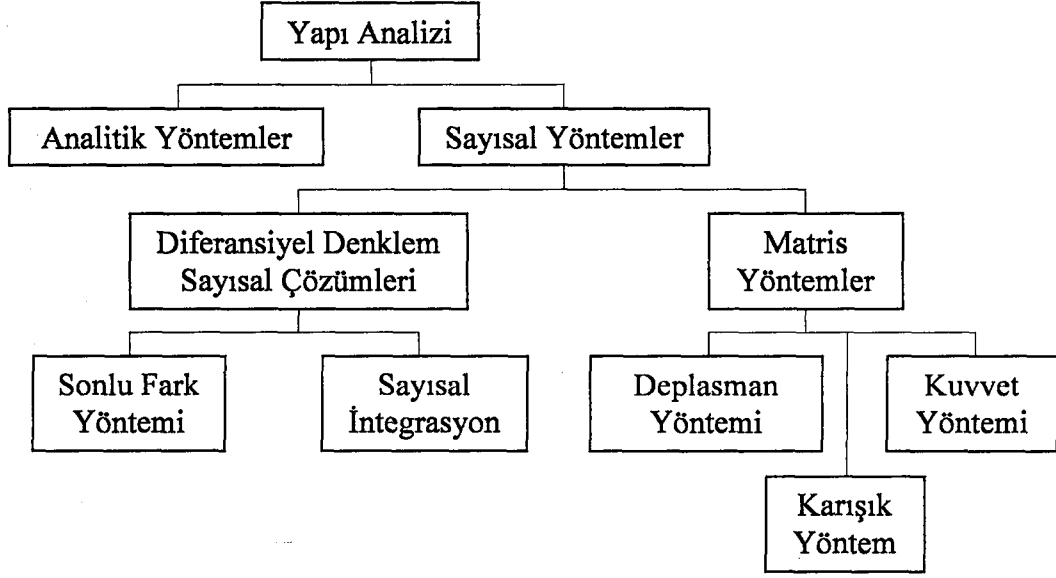 Yapı Analizi
Analitik Yöntemler
Sayısal Yöntemler
Diferansiyel Denklem
Sayısal Çözümleri
Matris
Yöntemler
Sonlu Fark
Yöntemi
Sayısal
İntegrasyon
Deplasman
Yöntemi
Kuvvet
Yöntemi
Karışık
Yöntem